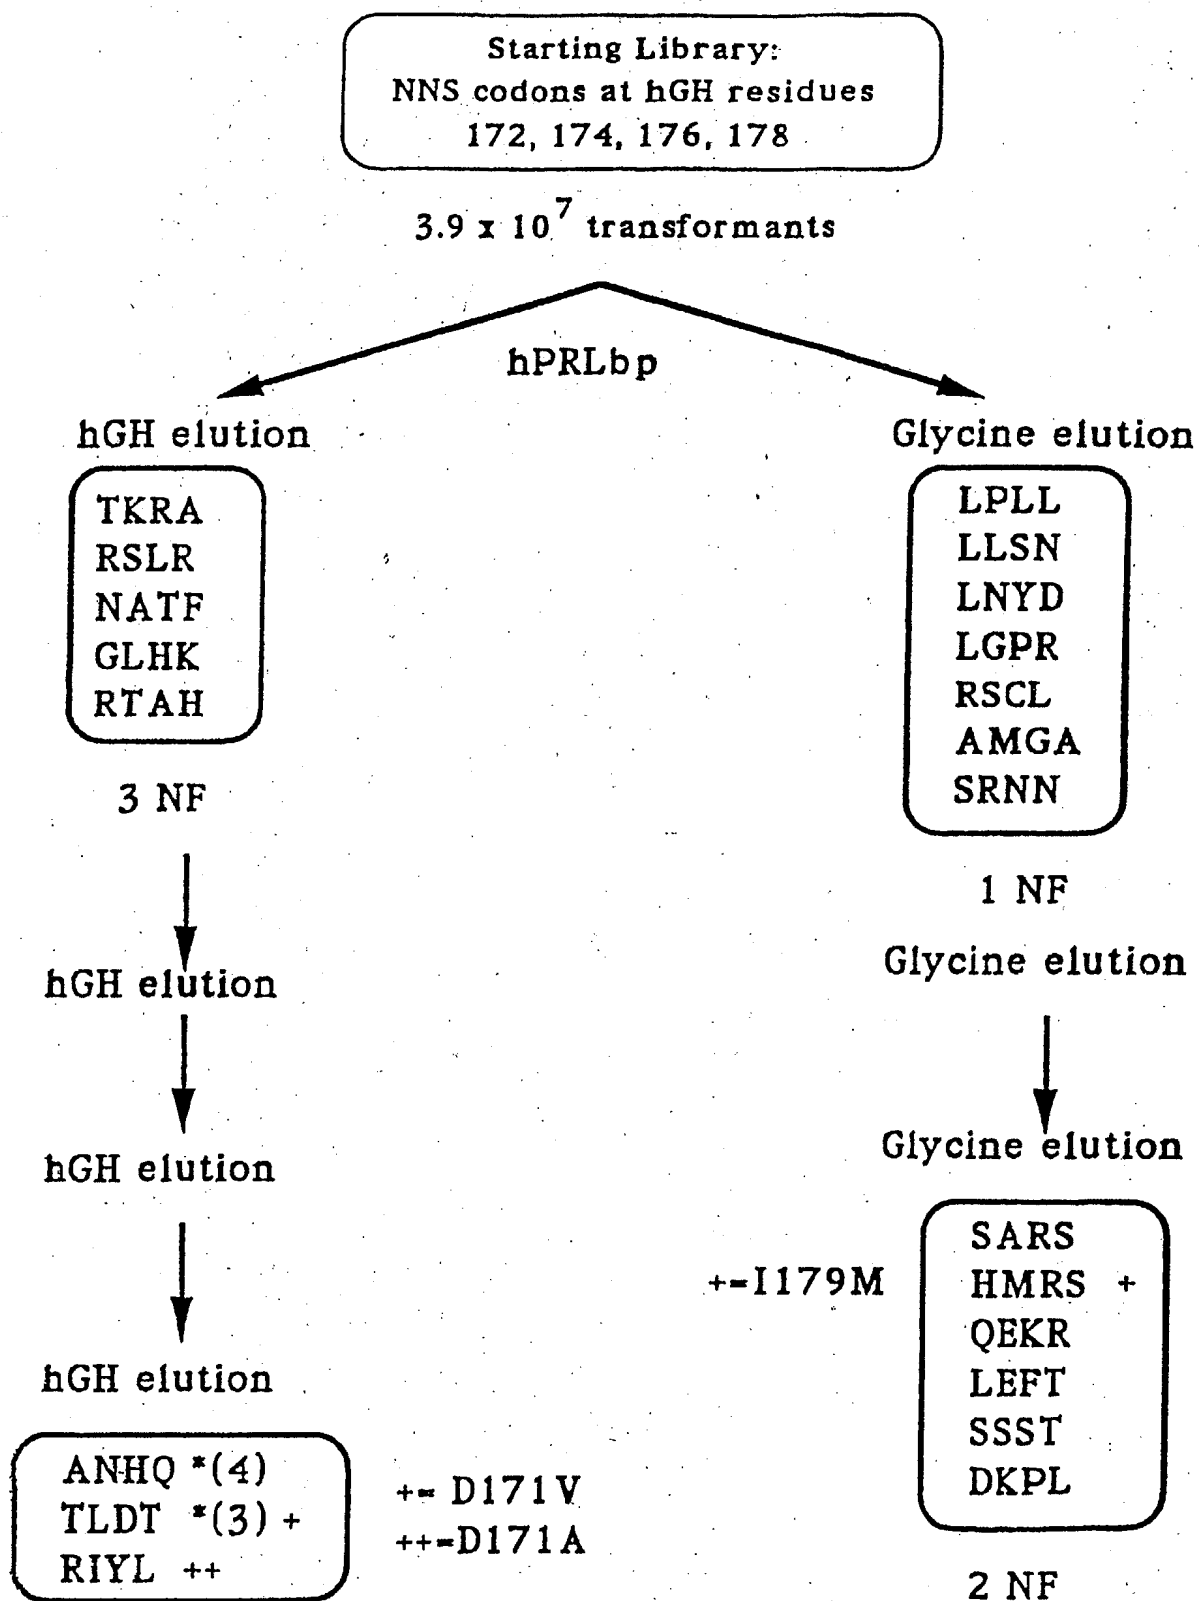 Starting Library:
NNS codons at hGH residues
172, 174, 176, 178
3.9 x 10^7 transformants
hPRLbp
hGH elution
TKRA
RSLR
NATF
GLHK
RTAH
3 NF
hGH elution
hGH elution
hGH elution
ANHQ *(4)
TLDT *(3) +
RIYL ++
+= D171V
++=D171A
Glycine elution
LPLL
LLSN
LNYD
LGPR
RSCL
AMGA
SRNN
1 NF
Glycine elution
Glycine elution
+=I179M
SARS
HMRS +
QEKR
LEFT
SSST
DKPL
2 NF